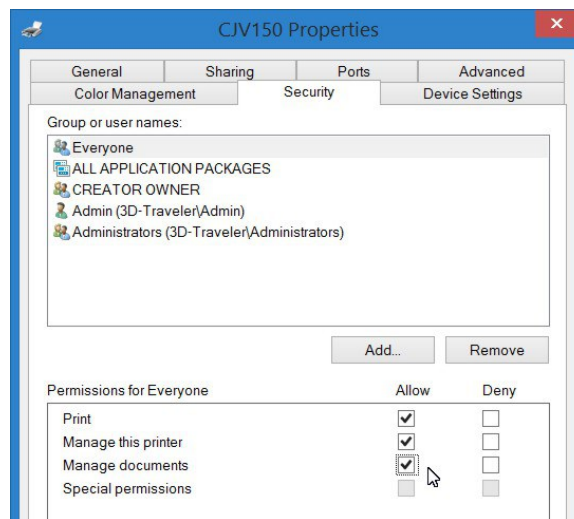 CJV150 Properties
General Sharing Ports Advanced
Color Management Security Device Settings
Group or user names:
Everyone
ALL APPLICATION PACKAGES
CREATOR OWNER
Admin (3D-Traveler\Admin)
Administrators (3D-Traveler\Administrators)
Add... Remove
Permissions for Everyone Allow Deny
Print
Manage this printer
Manage documents
Special permissions